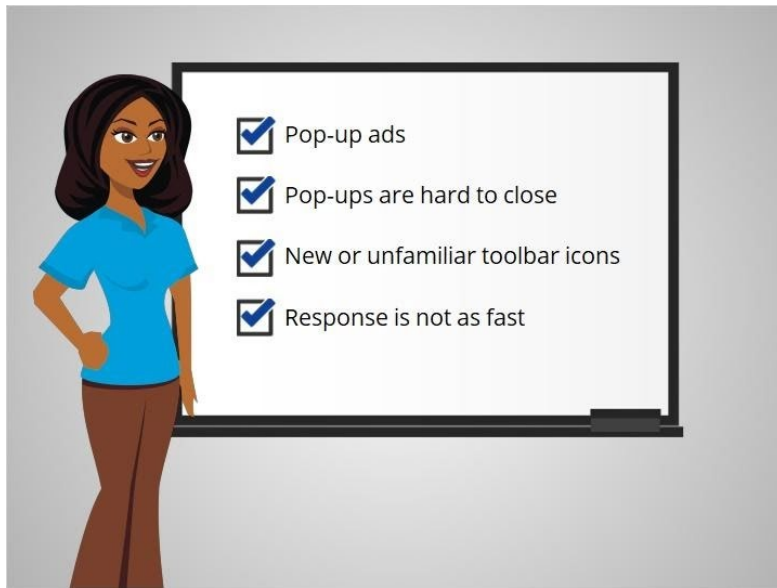 Pop-up ads
Pop-ups are hard to close
New or unfamiliar toolbar icons
Response is not as fast